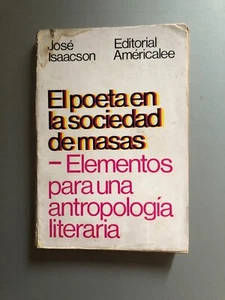 José Isaacson
Editorial Américalee
El poeta en
la sociedad
de masas
– Elementos
para una
antropología
literaria